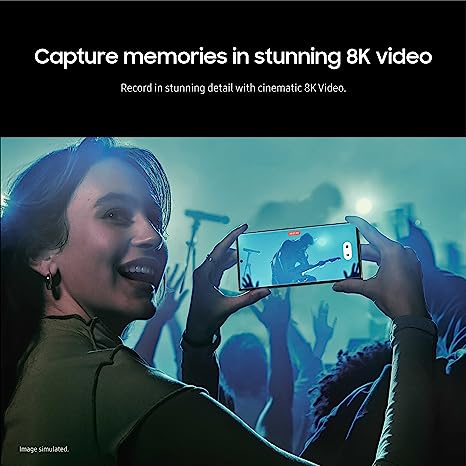 Capture memories in stunning 8K video
Record in stunning detail with cinematic 8K Video.
Image simulated.